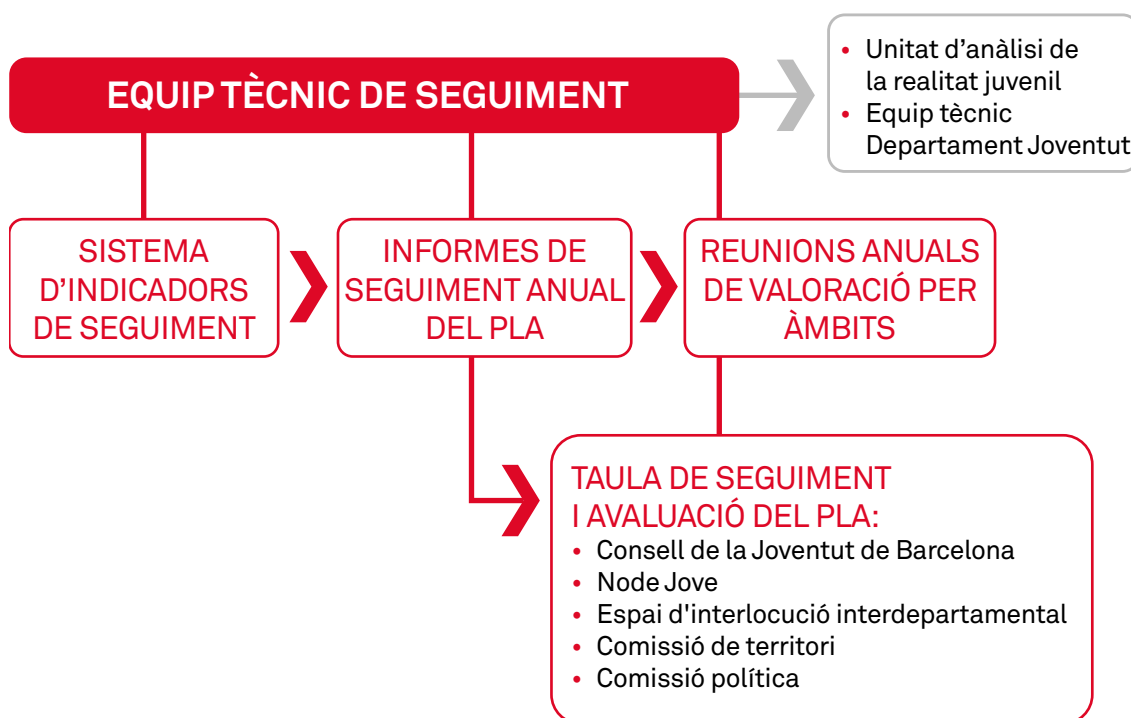 EQUIP TÈCNIC DE SEGUIMENT
• Unitat d’anàlisi de
la realitat juvenil
• Equip tècnic
Departament Joventut
SISTEMA
D’INDICADORS
DE SEGUIMENT
INFORMES DE
SEGUIMENT ANUAL
DEL PLA
REUNIONS ANUALS
DE VALORACIÓ PER
ÀMBITS
TAULA DE SEGUIMENT
I AVALUACIÓ DEL PLA:
• Consell de la Joventut de Barcelona
• Node Jove
• Espai d'interlocució interdepartamental
• Comissió de territori
• Comissió política